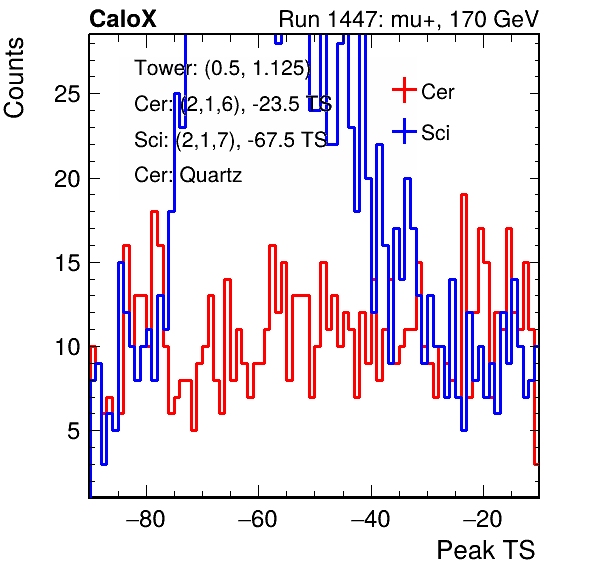 CaloX Run 1447: mu+, 170 GeV
Counts
Tower: (0.5, 1.125)
Cer: (2,1,6), -23.5 TS
Sci: (2,1,7), -67.5 TS
Cer: Quartz
Cer
Sci
25
20
15
10
5
−80 −60 −40 −20
Peak TS